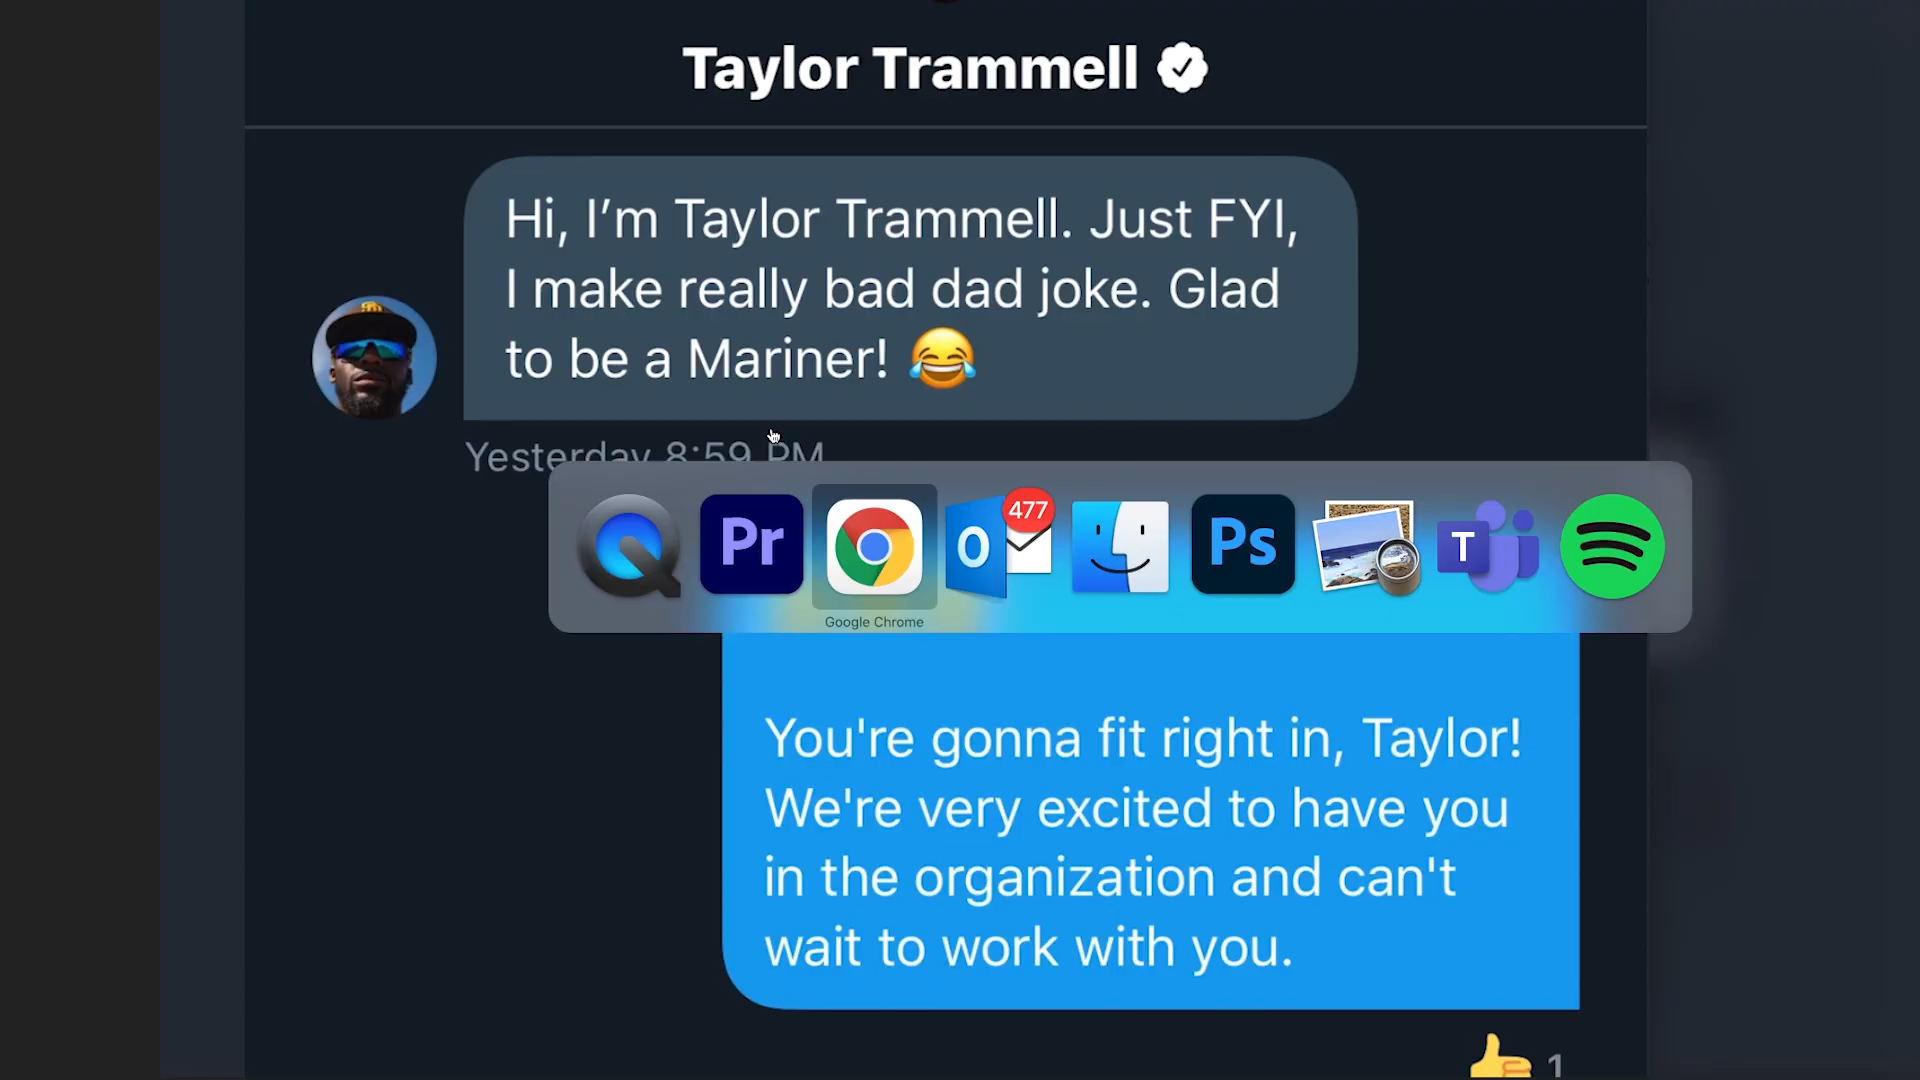 Taylor Trammell
Hi, I’m Taylor Trammell. Just FYI,
I make really bad dad joke. Glad
to be a Mariner! 😂
Yesterday 8:59 PM
Pr
477
O
Ps
T
Google Chrome
You're gonna fit right in, Taylor!
We're very excited to have you
in the organization and can't
wait to work with you.
👍 1